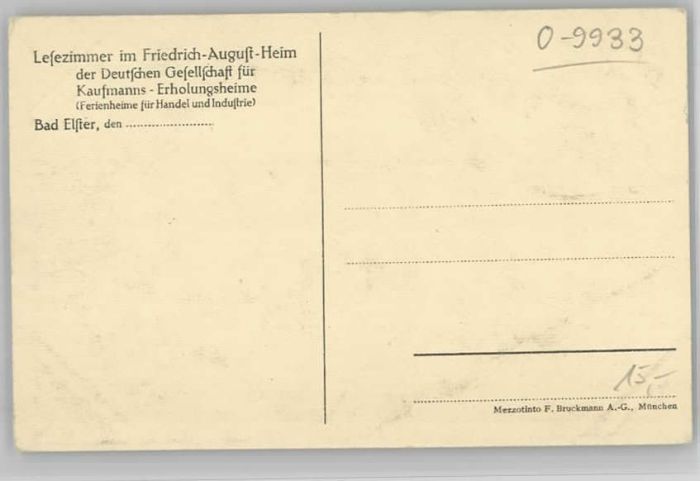 Leſezimmer im Friedrich-Auguſt-Heim
der Deutſchen Geſellſchaft für
Kaufmanns - Erholungsheime
(Ferienheime für Handel und Induſtrie)
Bad Elſter, den ........................
O-9933
15,-
Mezzotinto F. Bruckmann A.-G., München